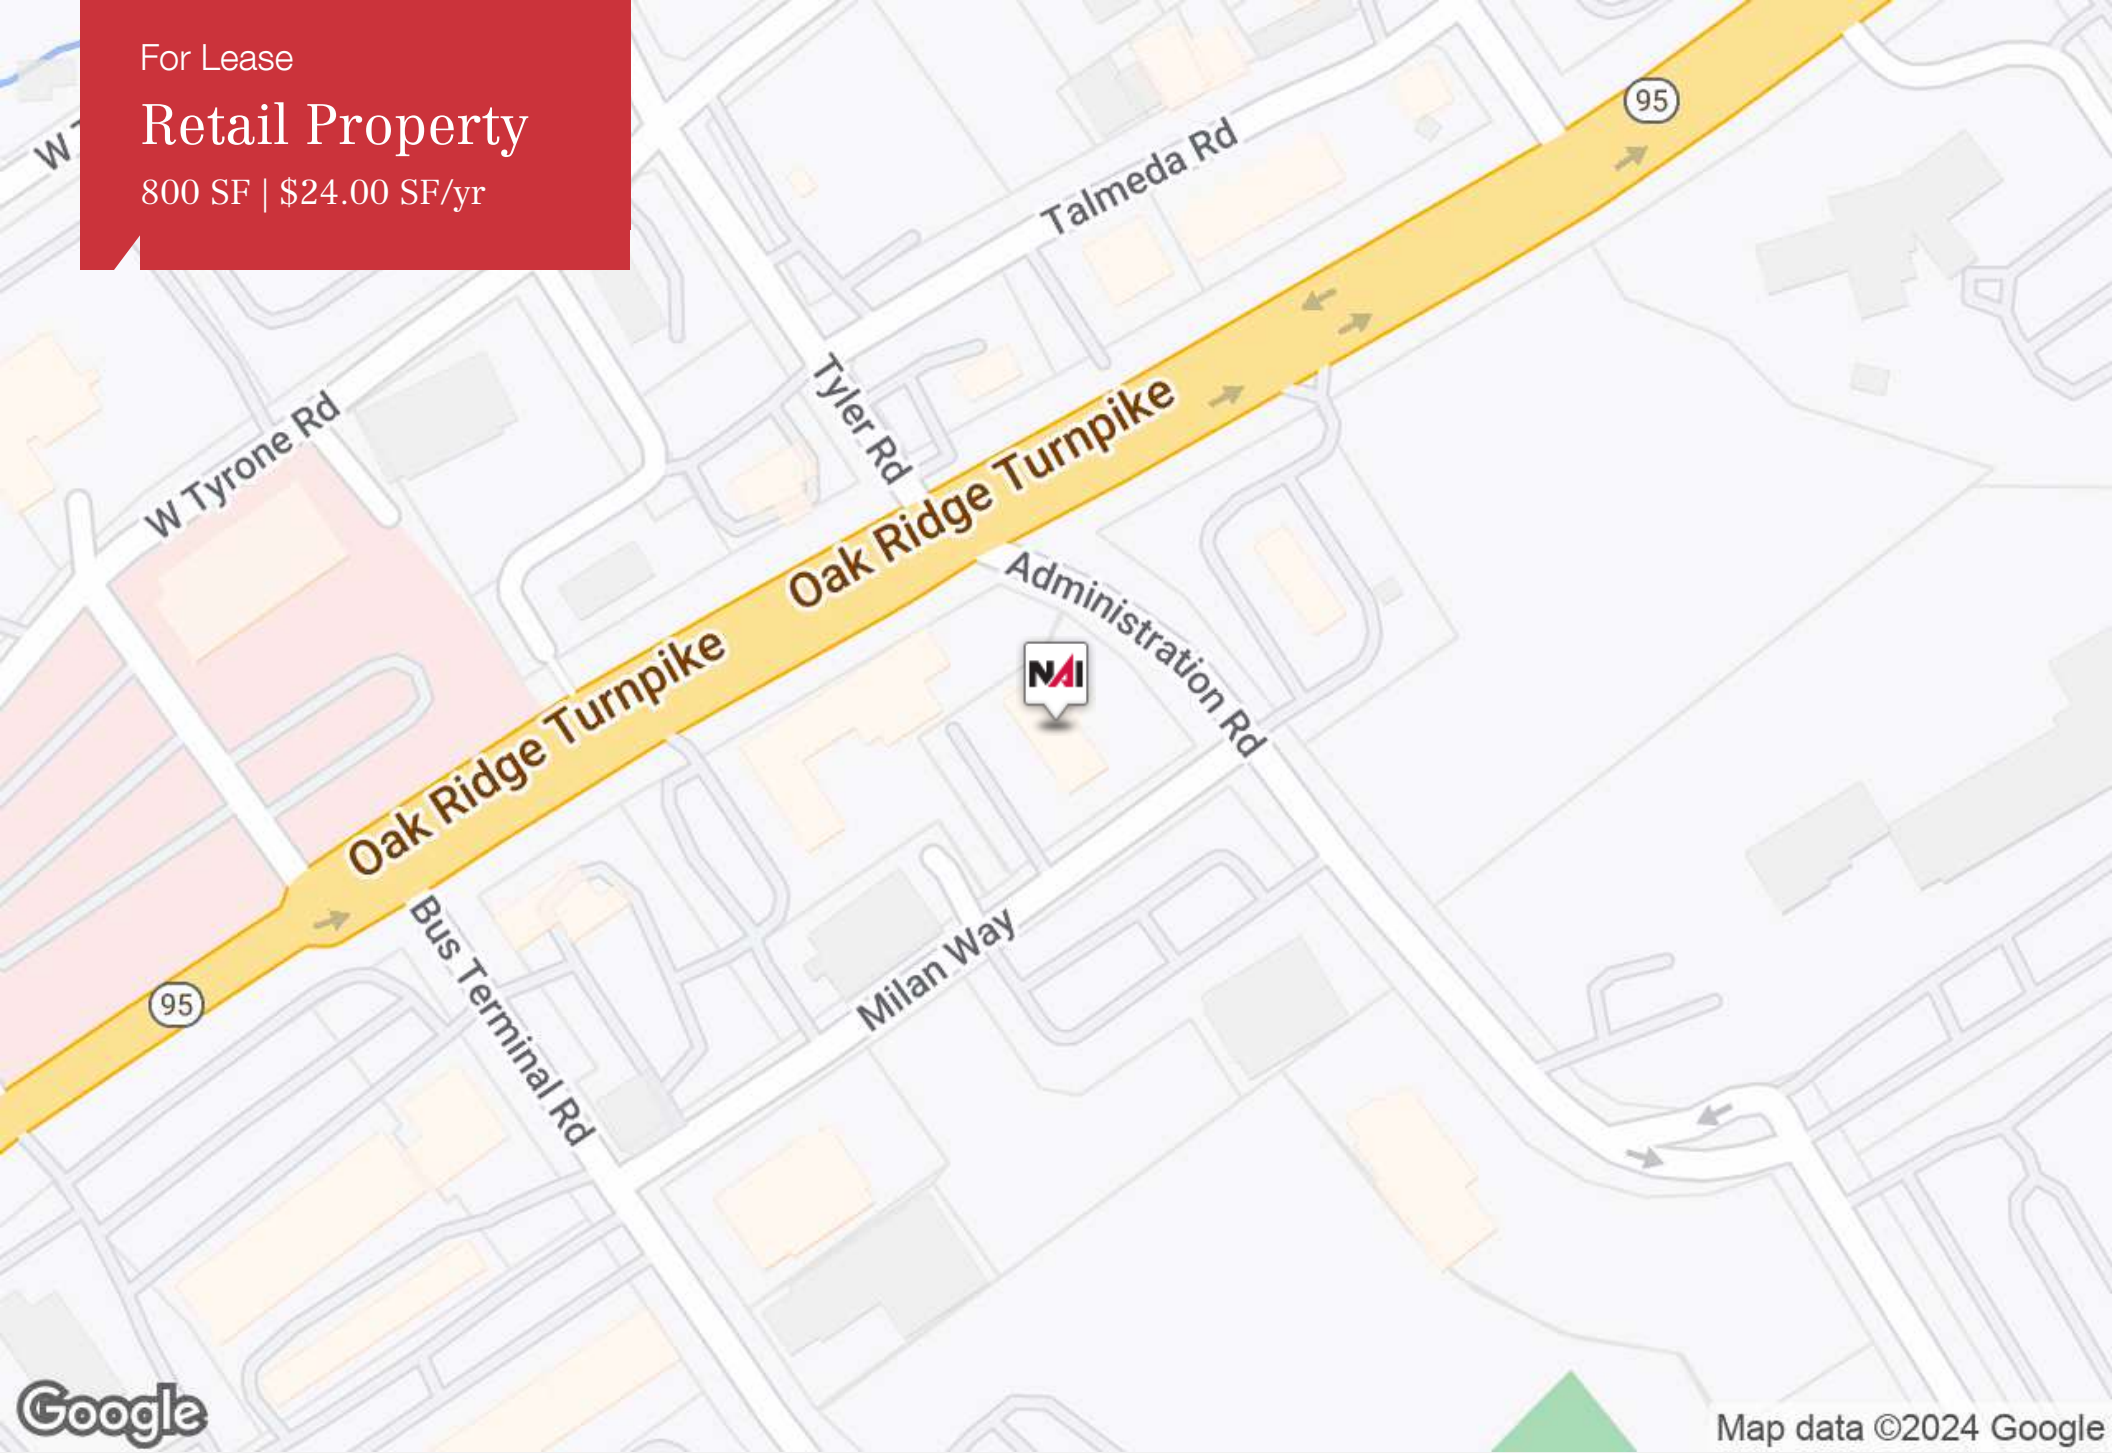 For Lease
Retail Property
800 SF | $24.00 SF/yr
W
95
Talmeda Rd
Tyler Rd
Oak Ridge Turnpike
W Tyrone Rd
Administration Rd
NAI
Oak Ridge Turnpike
Bus Terminal Rd
Milan Way
95
Google
Map data ©2024 Google